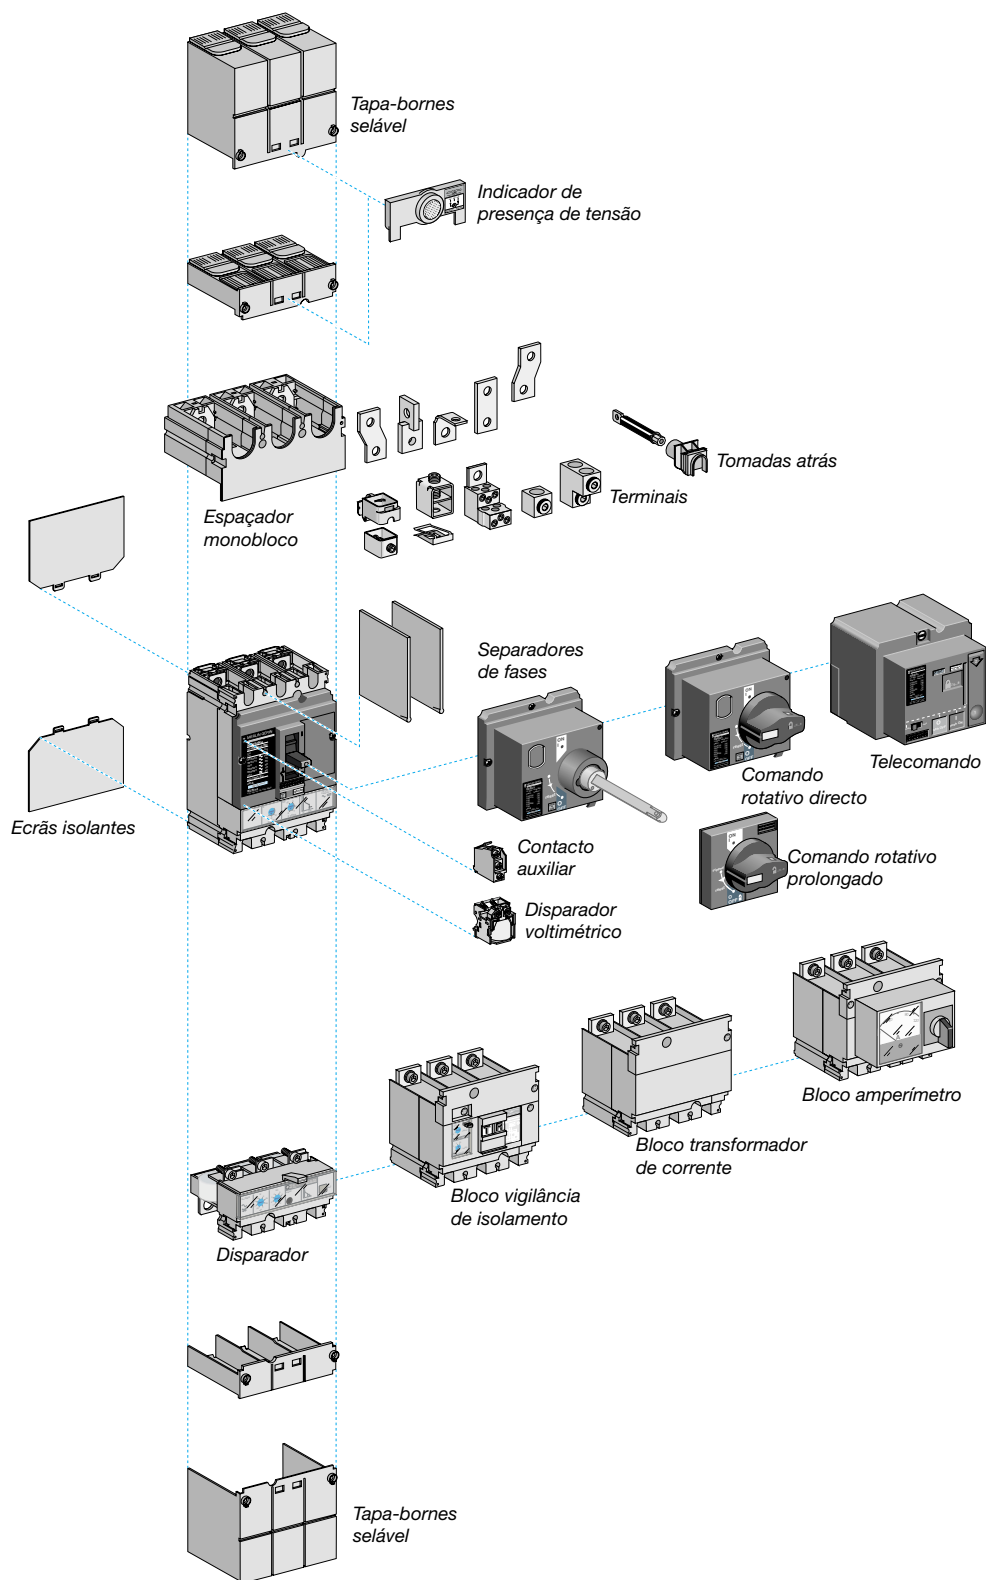 Tapa-bornes
selável
Indicador de
presença de tensão
Tomadas atrás
Terminais
Espaçador
monobloco
Separadores
de fases
Telecomando
Comando
rotativo directo
Ecrãs isolantes
Contacto
auxiliar
Comando rotativo
prolongado
Disparador
voltimétrico
Bloco amperímetro
Bloco transformador
de corrente
Bloco vigilância
de isolamento
Disparador
Tapa-bornes
selável